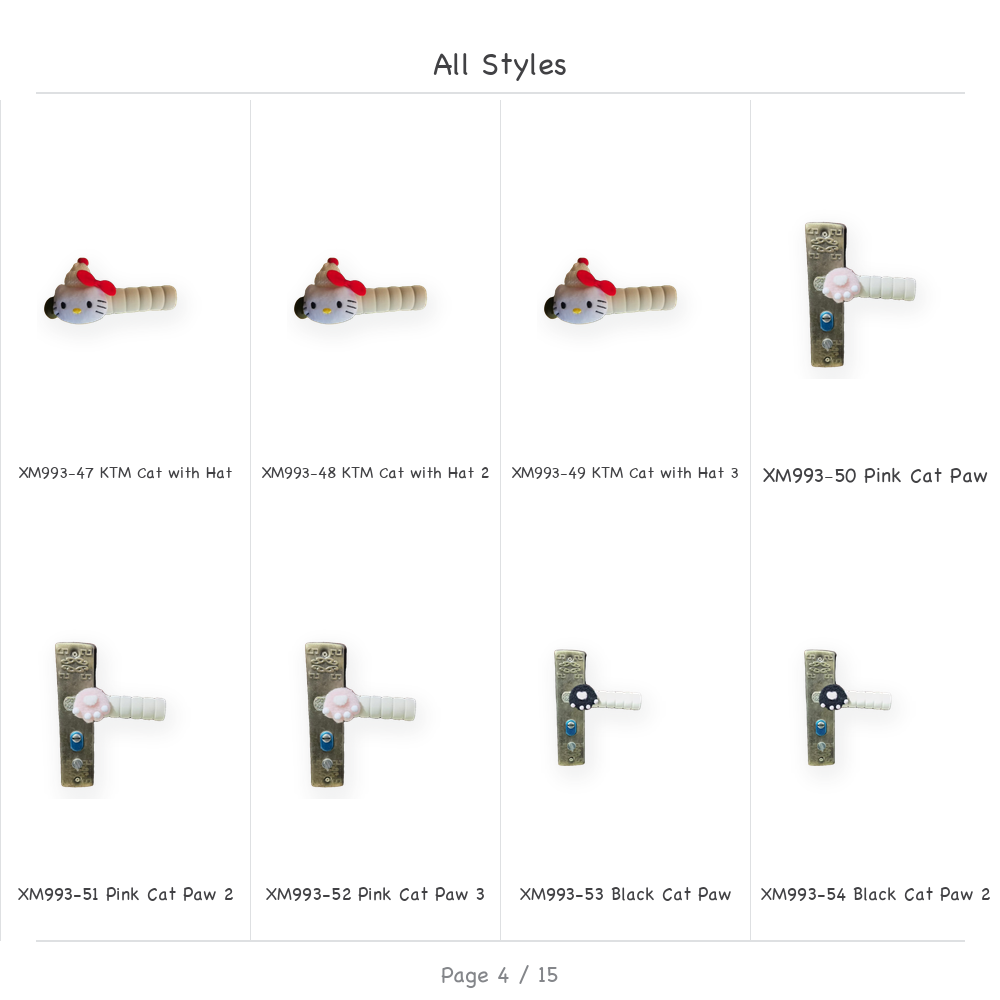 All Styles
XM993-47 KTM Cat with Hat
XM993-48 KTM Cat with Hat 2
XM993-49 KTM Cat with Hat 3
XM993-50 Pink Cat Paw
XM993-51 Pink Cat Paw 2
XM993-52 Pink Cat Paw 3
XM993-53 Black Cat Paw
XM993-54 Black Cat Paw 2
Page 4 / 15